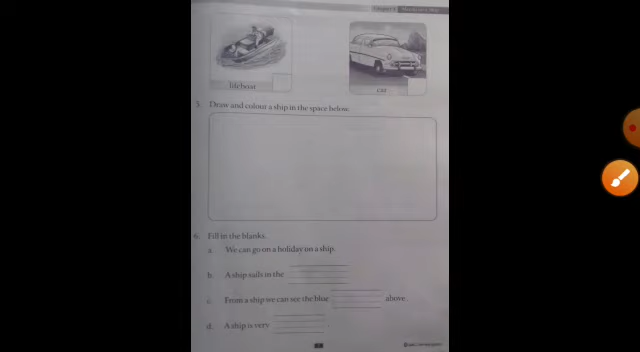 lifeboat
car
5. Draw and colour a ship in the space below.
6. Fill in the blanks.
a. We can go on a holiday on a ship.
b. A ship sails in the
c. From a ship we can see the blue above.
d. A ship is very .